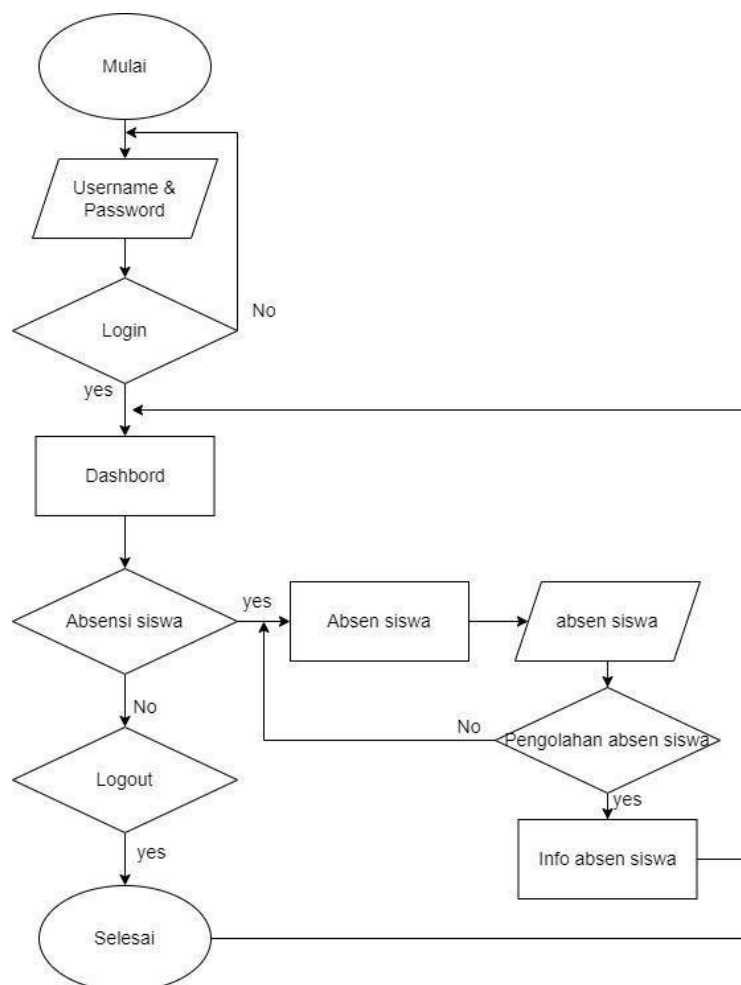 Mulai
Username &
Password
Login
No
yes
Dashbord
Absensi siswa
yes
Absen siswa
absen siswa
No
Pengolahan absen siswa
No
yes
Logout
Info absen siswa
yes
Selesai